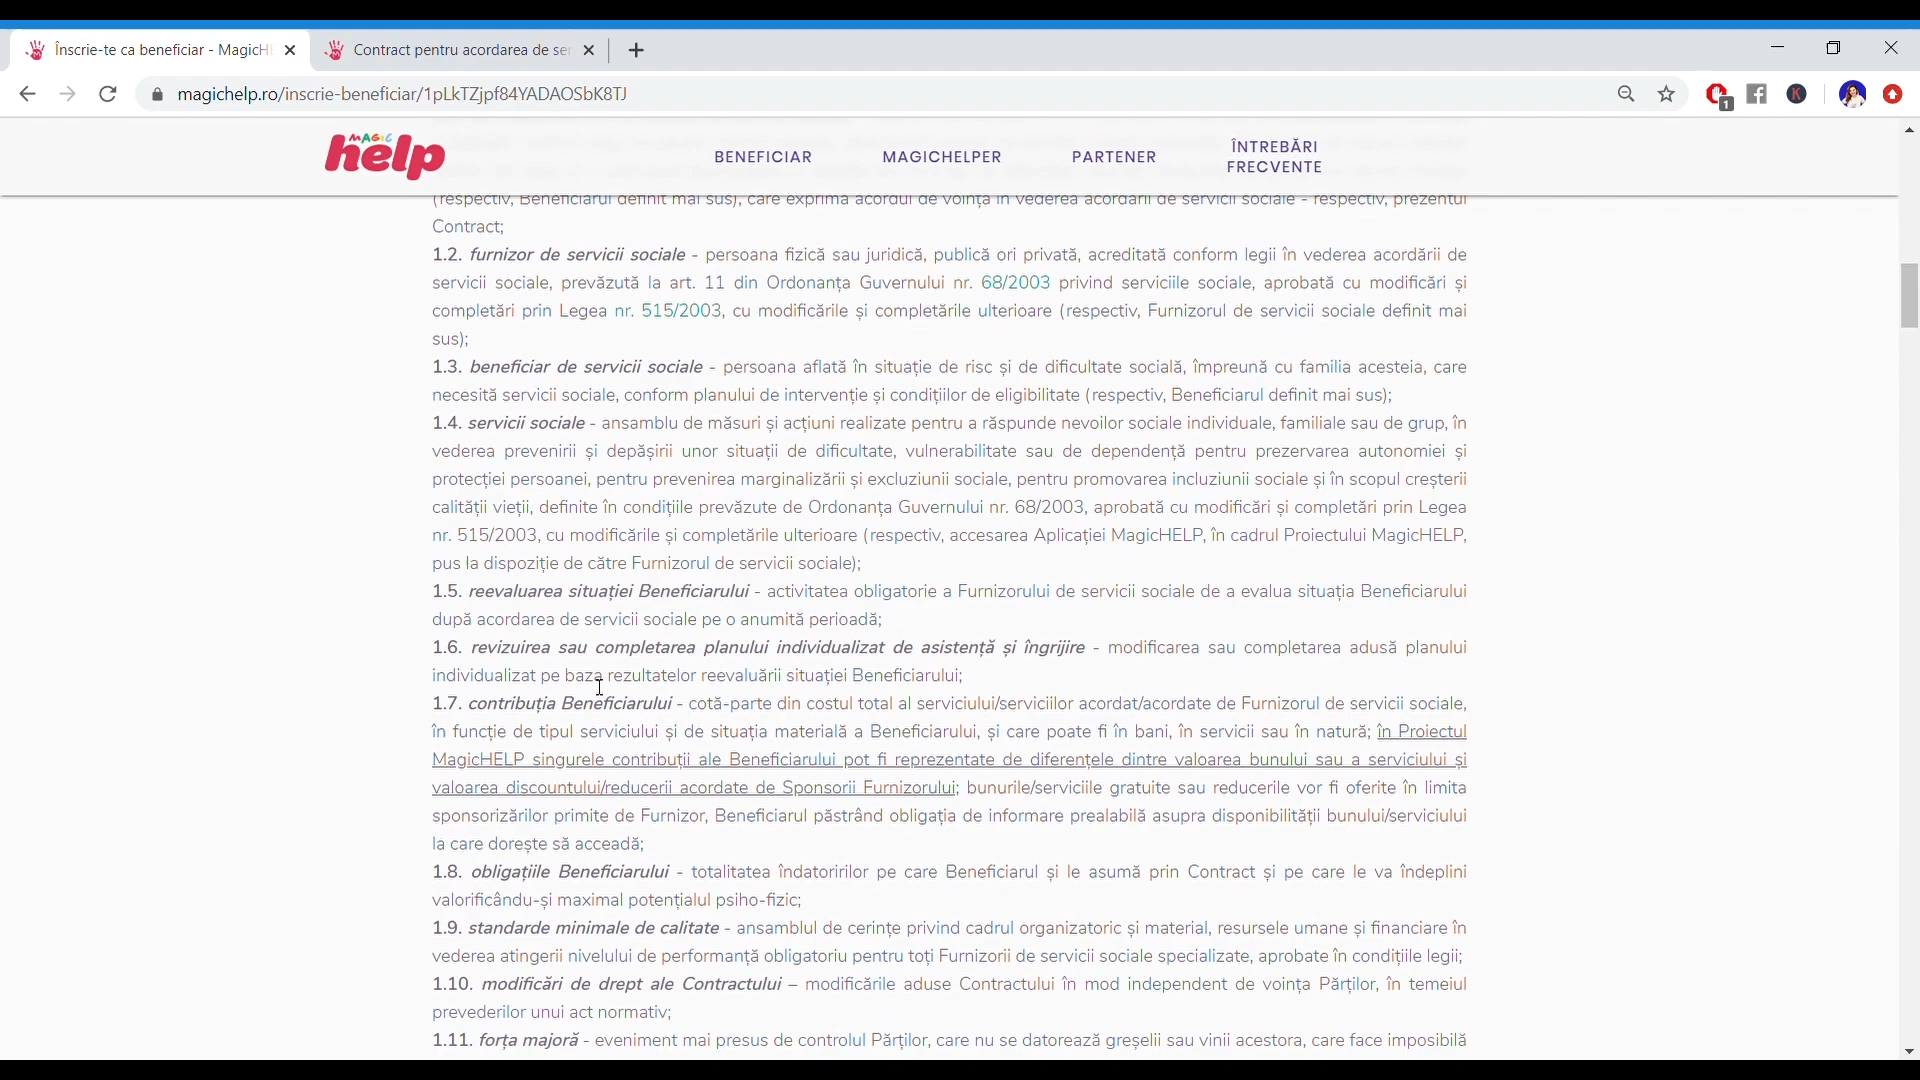 Înscrie-te ca beneficiar - MagicH
Contract pentru acordarea de ser
magichelp.ro/inscrie-beneficiar/1pLkTZjpf84YADAOSbK8TJ
1
K
MAGIC
help
BENEFICIAR
MAGICHELPER
PARTENER
ÎNTREBĂRI
FRECVENTE
(respectiv, Beneficiarul definit mai sus), care exprimă acordul de voință în vederea acordării de servicii sociale - respectiv, prezentul
Contract;
1.2. furnizor de servicii sociale - persoana fizică sau juridică, publică ori privată, acreditată conform legii în vederea acordării de
servicii sociale, prevăzută la art. 11 din Ordonanța Guvernului nr. 68/2003 privind serviciile sociale, aprobată cu modificări și
completări prin Legea nr. 515/2003, cu modificările și completările ulterioare (respectiv, Furnizorul de servicii sociale definit mai
sus);
1.3. beneficiar de servicii sociale - persoana aflată în situație de risc și de dificultate socială, împreună cu familia acesteia, care
necesită servicii sociale, conform planului de intervenție și condițiilor de eligibilitate (respectiv, Beneficiarul definit mai sus);
1.4. servicii sociale - ansamblu de măsuri și acțiuni realizate pentru a răspunde nevoilor sociale individuale, familiale sau de grup, în
vederea prevenirii și depășirii unor situații de dificultate, vulnerabilitate sau de dependență pentru prezervarea autonomiei și
protecției persoanei, pentru prevenirea marginalizării și excluziunii sociale, pentru promovarea incluziunii sociale și în scopul creșterii
calității vieții, definite în condițiile prevăzute de Ordonanța Guvernului nr. 68/2003, aprobată cu modificări și completări prin Legea
nr. 515/2003, cu modificările și completările ulterioare (respectiv, accesarea Aplicației MagicHELP, în cadrul Proiectului MagicHELP,
pus la dispoziție de către Furnizorul de servicii sociale);
1.5. reevaluarea situației Beneficiarului - activitatea obligatorie a Furnizorului de servicii sociale de a evalua situația Beneficiarului
după acordarea de servicii sociale pe o anumită perioadă;
1.6. revizuirea sau completarea planului individualizat de asistență și îngrijire - modificarea sau completarea adusă planului
individualizat pe baza rezultatelor reevaluării situației Beneficiarului;
1.7. contribuția Beneficiarului - cotă-parte din costul total al serviciului/serviciilor acordat/acordate de Furnizorul de servicii sociale,
în funcție de tipul serviciului și de situația materială a Beneficiarului, și care poate fi în bani, în servicii sau în natură; în Proiectul
MagicHELP singurele contribuții ale Beneficiarului pot fi reprezentate de diferențele dintre valoarea bunului sau a serviciului și
valoarea discountului/reducerii acordate de Sponsorii Furnizorului; bunurile/serviciile gratuite sau reducerile vor fi oferite în limita
sponsorizărilor primite de Furnizor, Beneficiarul păstrând obligația de informare prealabilă asupra disponibilității bunului/serviciului
la care dorește să acceadă;
1.8. obligațiile Beneficiarului - totalitatea îndatoririlor pe care Beneficiarul și le asumă prin Contract și pe care le va îndeplini
valorificându-și maximal potențialul psiho-fizic;
1.9. standarde minimale de calitate - ansamblul de cerințe privind cadrul organizatoric și material, resursele umane și financiare în
vederea atingerii nivelului de performanță obligatoriu pentru toți Furnizorii de servicii sociale specializate, aprobate în condițiile legii;
1.10. modificări de drept ale Contractului – modificările aduse Contractului în mod independent de voința Părților, în temeiul
prevederilor unui act normativ;
1.11. forța majoră - eveniment mai presus de controlul Părților, care nu se datorează greșelii sau vinii acestora, care face imposibilă